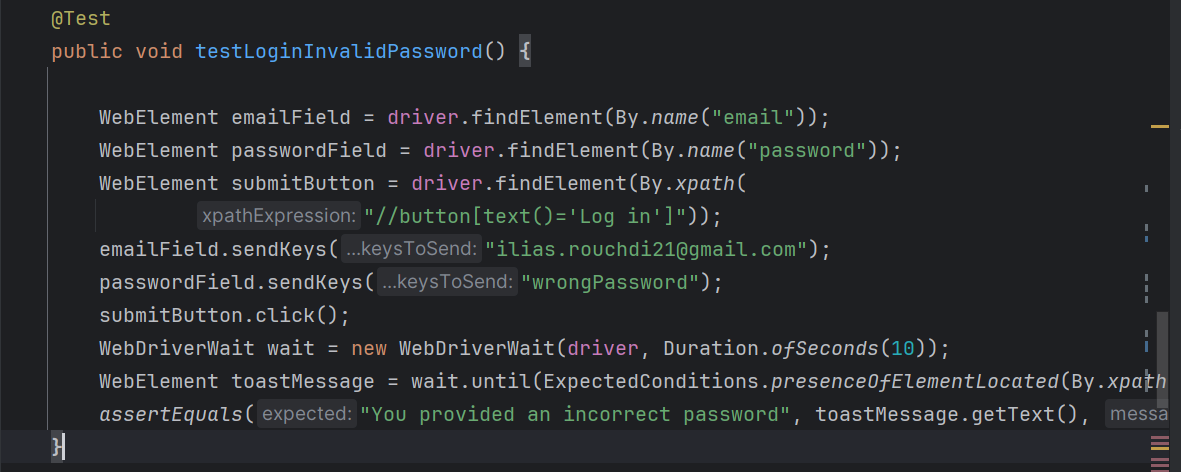 @Test
public void testLoginInvalidPassword() {
WebElement emailField = driver.findElement(By.name("email"));
WebElement passwordField = driver.findElement(By.name("password"));
WebElement submitButton = driver.findElement(By.xpath(
xpathExpression: "//button[text()='Log in']"));
emailField.sendKeys( ...keysToSend: "ilias.rouchdi21@gmail.com");
passwordField.sendKeys( ...keysToSend: "wrongPassword");
submitButton.click();
WebDriverWait wait = new WebDriverWait(driver, Duration.ofSeconds(10));
WebElement toastMessage = wait.until(ExpectedConditions.presenceOfElementLocated(By.xpath
assertEquals( expected: "You provided an incorrect password", toastMessage.getText(), messa
}